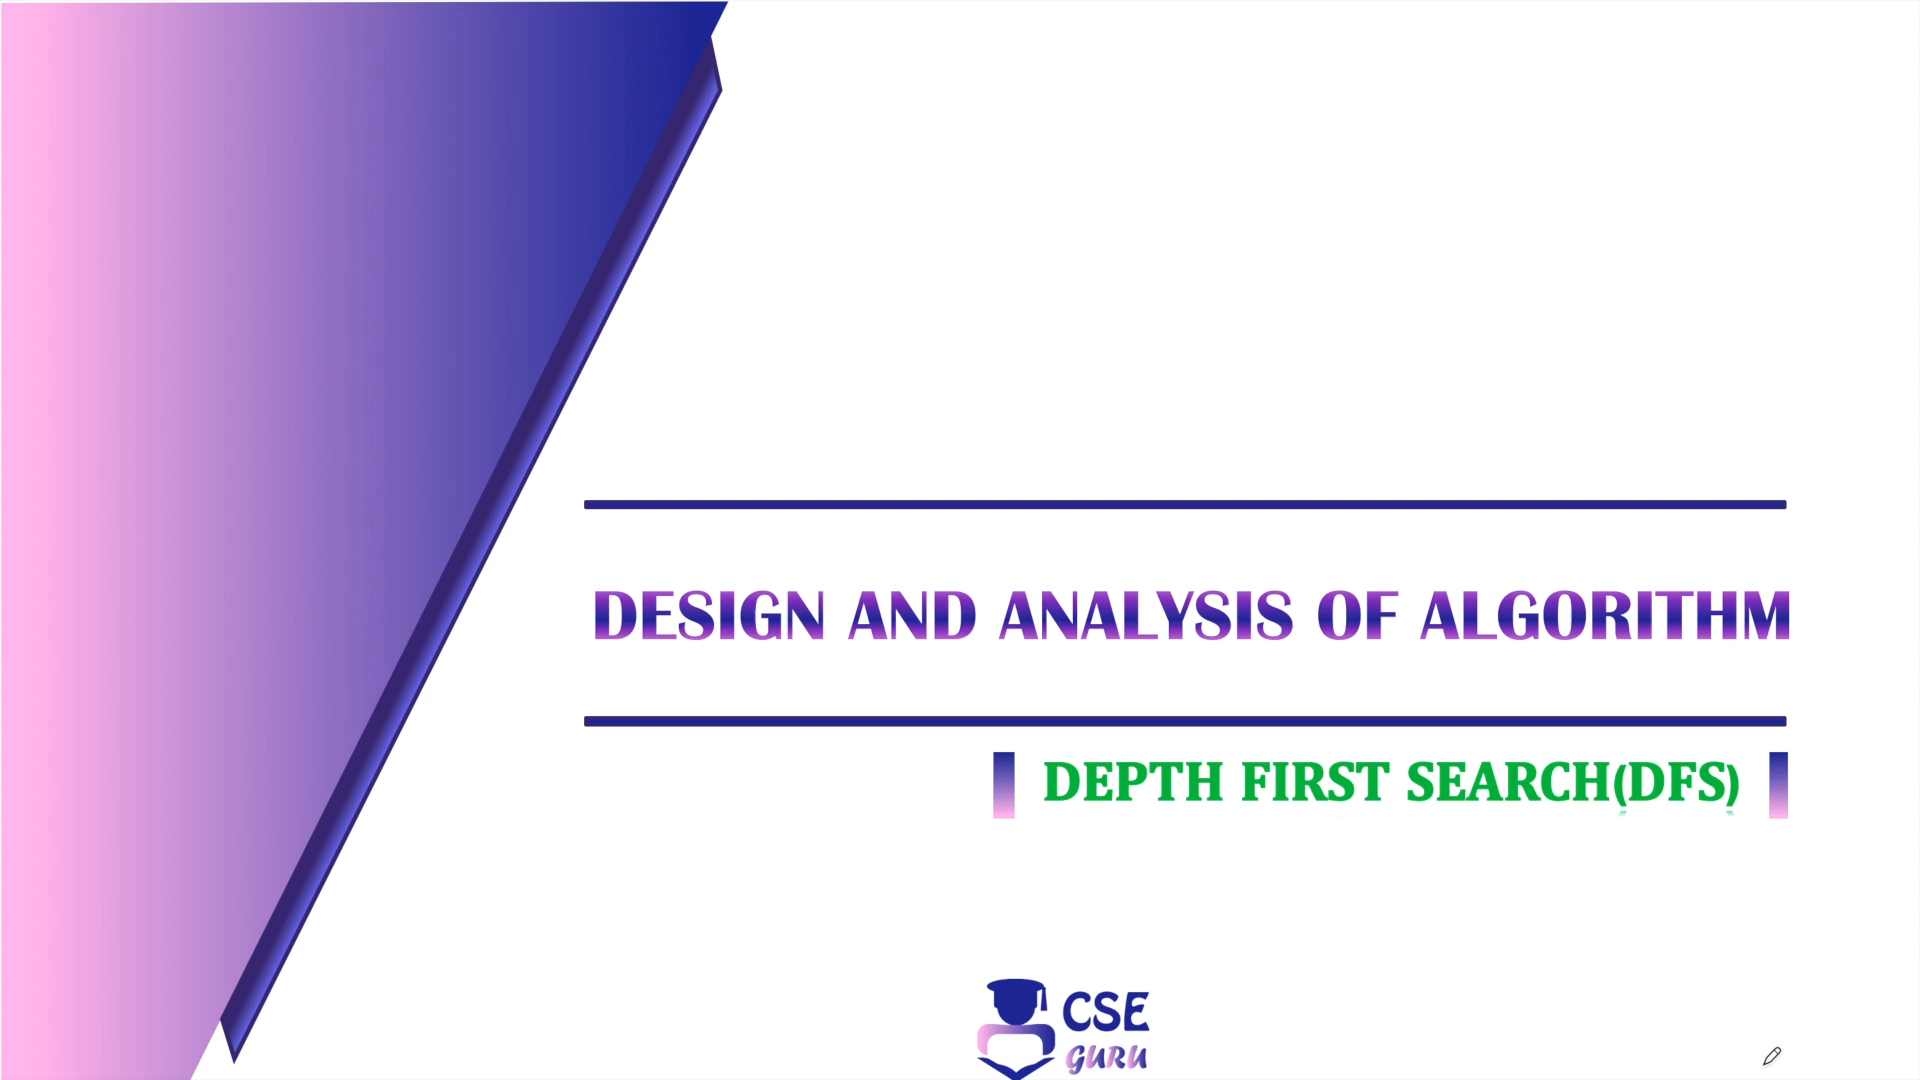 DESIGN AND ANALYSIS OF ALGORITHM
DEPTH FIRST SEARCH(DFS)
CSE
GURU